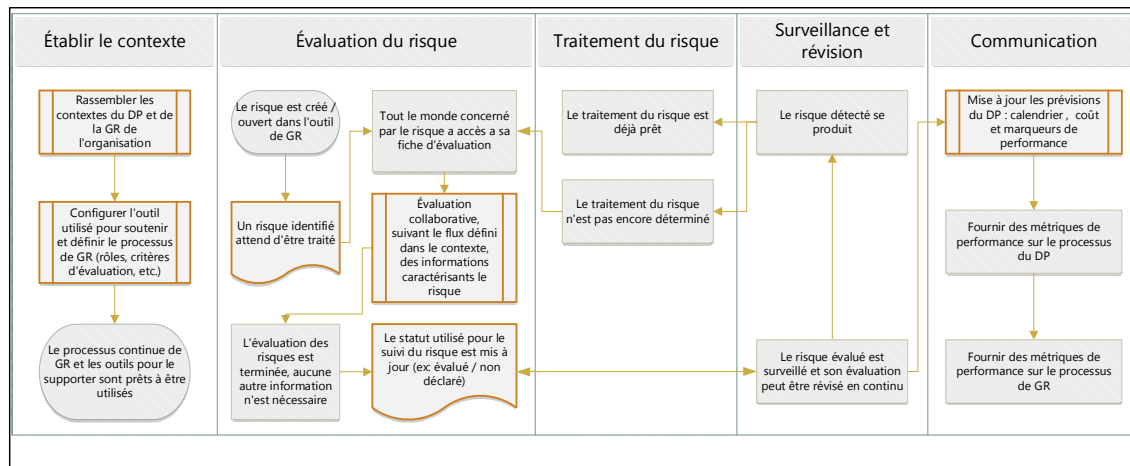 Établir le contexte
Évaluation du risque
Traitement du risque
Surveillance et
révision
Communication
Rassembler les
contextes du DP et de
la GR de
l'organisation
Configurer l'outil
utilisé pour soutenir
et définir le processus
de GR (rôles, critères
d'évaluation, etc.)
Le processus continue de
GR et les outils pour le
supporter sont prêts à être
utilisés
Le risque est créé /
ouvert dans l'outil
de GR
Un risque identifié
attend d'être traité
Tout le monde concerné
par le risque a accès a sa
fiche d'évaluation
Évaluation
collaborative,
suivant le flux défini
dans le contexte,
des informations
caractérisants le
risque
L'évaluation des
risques est
terminée, aucune
autre information
n'est nécessaire
Le statut utilisé pour le
suivi du risque est mis à
jour (ex: évalué / non
déclaré)
Le traitement du risque est
déjà prêt
Le traitement du risque
n'est pas encore déterminé
Le risque détecté se
produit
Le risque évalué est
surveillé et son évaluation
peut être révisé en continu
Mise à jour les prévisions
du DP : calendrier , coût
et marqueurs de
performance
Fournir des métriques de
performance sur le processus
du DP
Fournir des métriques de
performance sur le processus
de GR